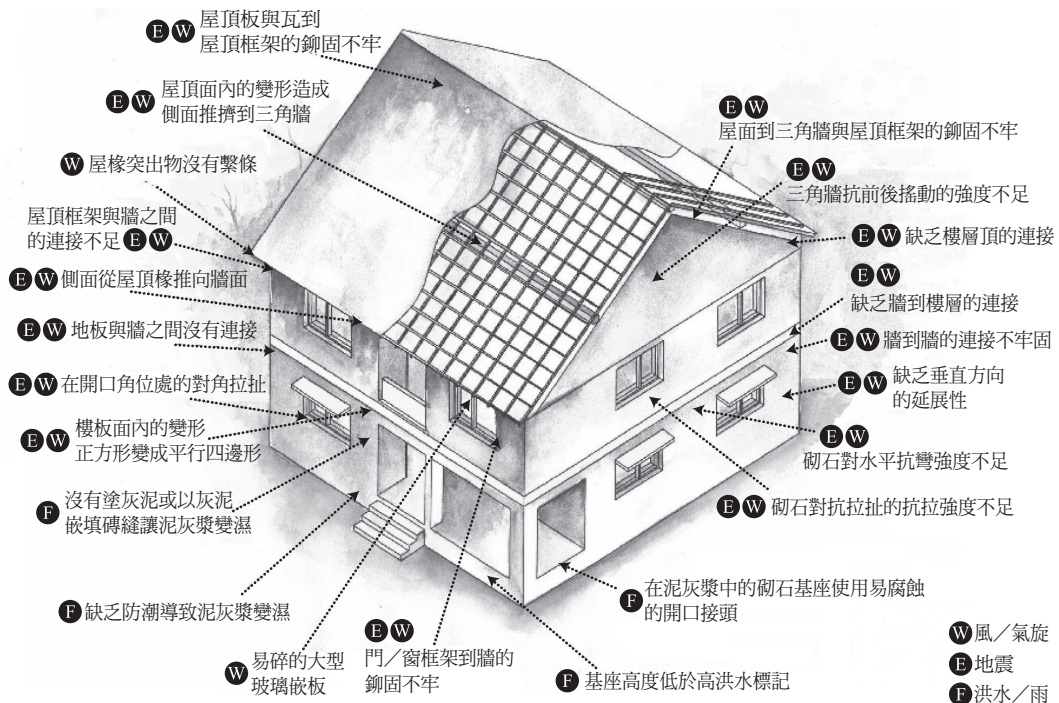 E W 屋頂板與瓦到
屋頂框架的鉚固不牢
E W 屋頂面內的變形造成
側面推擠到三角牆
W 屋椽突出物沒有繫條
屋頂框架與牆之間
的連接不足 E W
E W 側面從屋頂椽推向牆面
E W 地板與牆之間沒有連接
E W 在開口角位處的對角拉扯
E W 樓板面內的變形
正方形變成平行四邊形
F 沒有塗灰泥或以灰泥
嵌填磚縫讓泥灰漿變濕
F 缺乏防潮導致泥灰漿變濕
W 易碎的大型
玻璃嵌板
E W
門／窗框架到牆的
鉚固不牢
F 基座高度低於高洪水標記
F 在泥灰漿中的砌石基座使用易腐蝕
的開口接頭
E W
屋面到三角牆與屋頂框架的鉚固不牢
E W
三角牆抗前後搖動的強度不足
E W 缺乏樓層頂的連接
E W
缺乏牆到樓層的連接
E W 牆到牆的連接不牢固
E W 缺乏垂直方向
的延展性
E W
砌石對水平抗彎強度不足
E W 砌石對抗拉扯的抗拉強度不足
W 風／氣旋
E 地震
F 洪水／雨